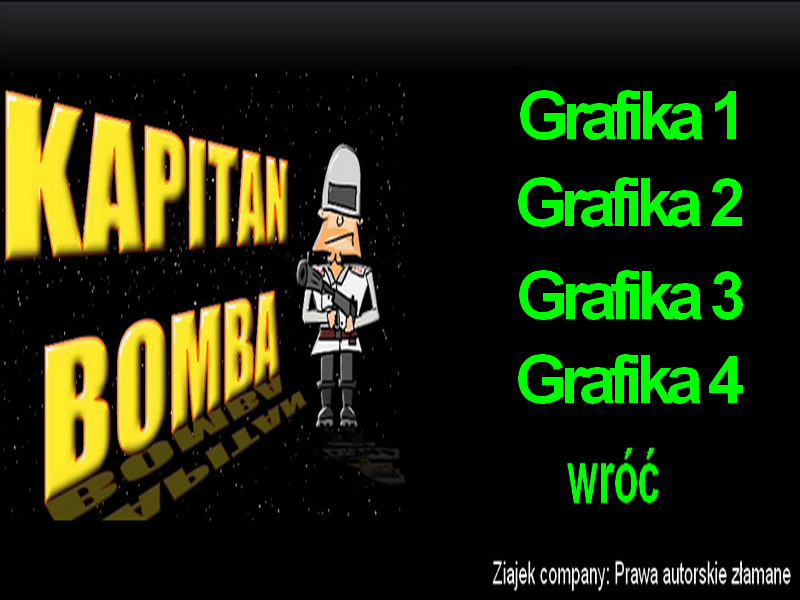 KAPITAN
BOMBA
Grafika 1
Grafika 2
Grafika 3
Grafika 4
wróć
Ziajek company: Prawa autorskie złamane